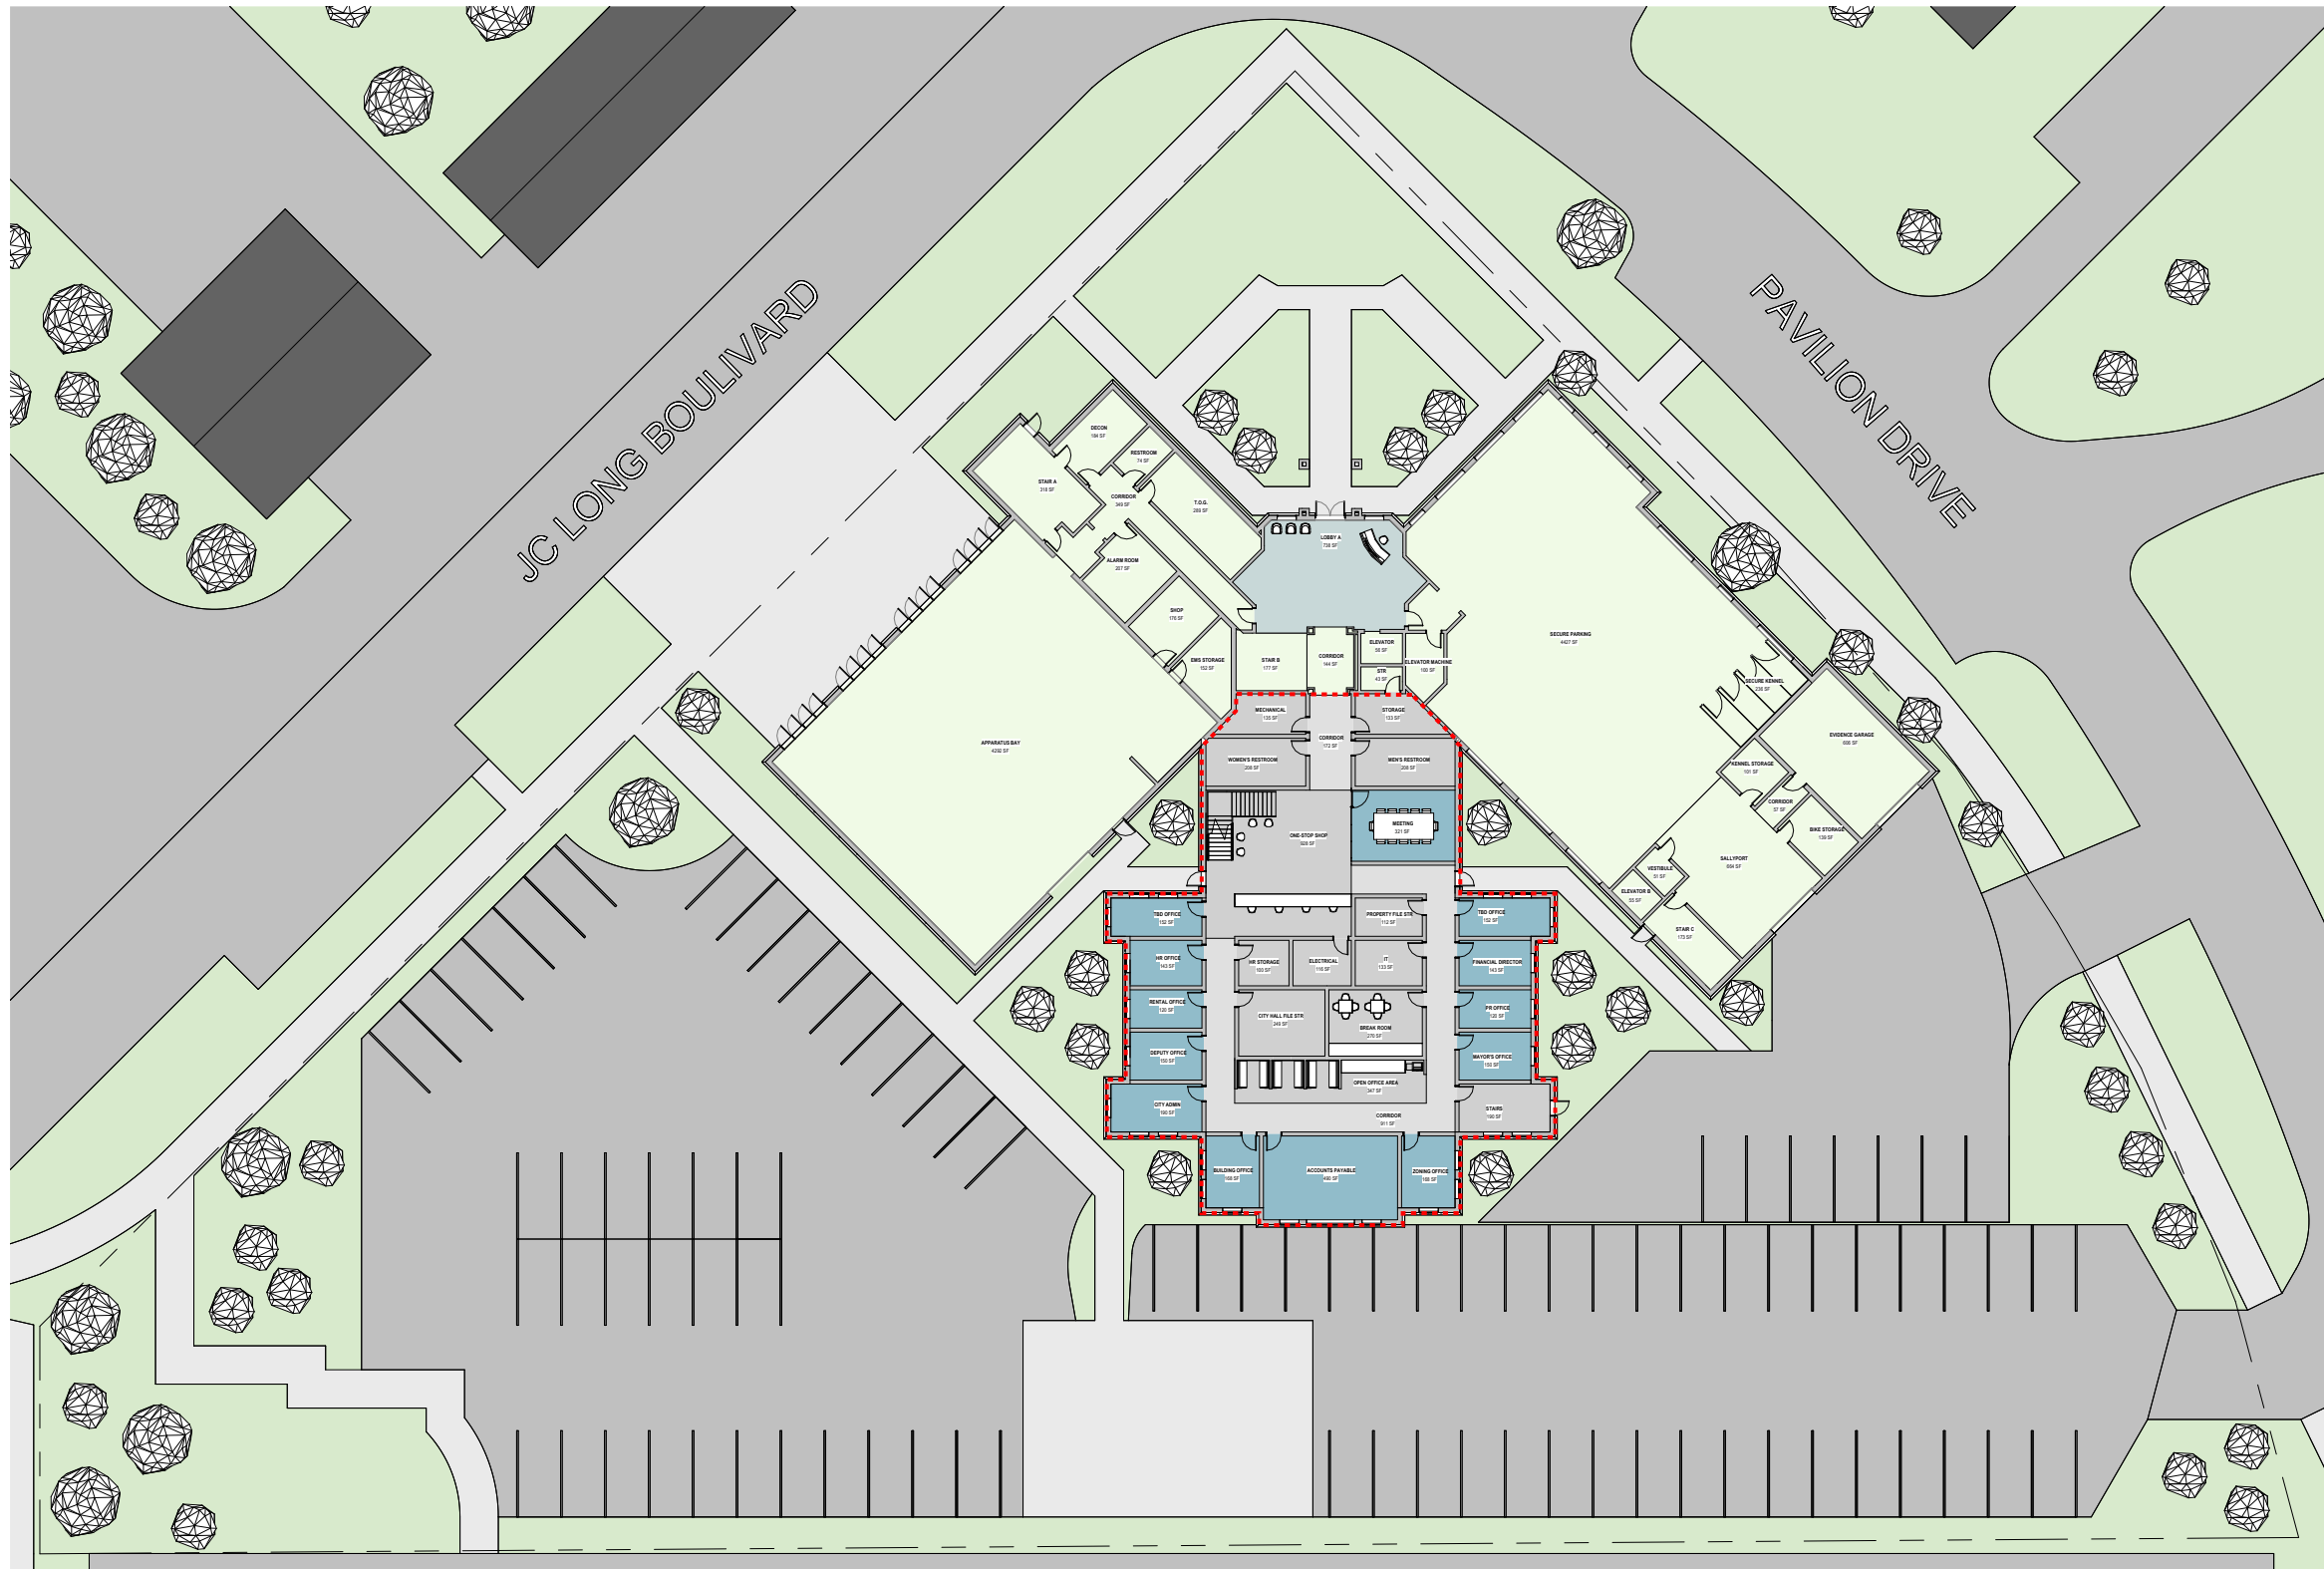 JC LONG BOULIVARD
PAVILION DRIVE
DECON
184 SF
RESTROOM
74 SF
STAIR A
318 SF
CORRIDOR
349 SF
T.O.G.
289 SF
ALARM ROOM
207 SF
SHOP
176 SF
EMS STORAGE
152 SF
APPARATUS BAY
4292 SF
LOBBY A
758 SF
STAIR B
177 SF
CORRIDOR
144 SF
ELEVATOR
56 SF
STR
43 SF
ELEVATOR MACHINE
100 SF
SECURE PARKING
4427 SF
SECURE KENNEL
236 SF
EVIDENCE GARAGE
606 SF
KENNEL STORAGE
101 SF
CORRIDOR
57 SF
BIKE STORAGE
139 SF
SALLYPORT
664 SF
VESTIBULE
51 SF
ELEVATOR B
55 SF
STAIR C
173 SF
MECHANICAL
135 SF
STORAGE
133 SF
CORRIDOR
172 SF
WOMEN'S RESTROOM
208 SF
MEN'S RESTROOM
208 SF
ONE-STOP SHOP
926 SF
MEETING
321 SF
TBD OFFICE
152 SF
PROPERTY FILE STR
112 SF
TBD OFFICE
152 SF
HR OFFICE
143 SF
HR STORAGE
103 SF
ELECTRICAL
116 SF
IT
133 SF
FINANCIAL DIRECTOR
143 SF
RENTAL OFFICE
120 SF
CITY HALL FILE STR
249 SF
BREAK ROOM
270 SF
PR OFFICE
120 SF
DEPUTY OFFICE
150 SF
MAYOR'S OFFICE
150 SF
OPEN OFFICE AREA
347 SF
CITY ADMIN
190 SF
CORRIDOR
911 SF
STAIRS
190 SF
BUILDING OFFICE
168 SF
ACCOUNTS PAYABLE
490 SF
ZONING OFFICE
168 SF